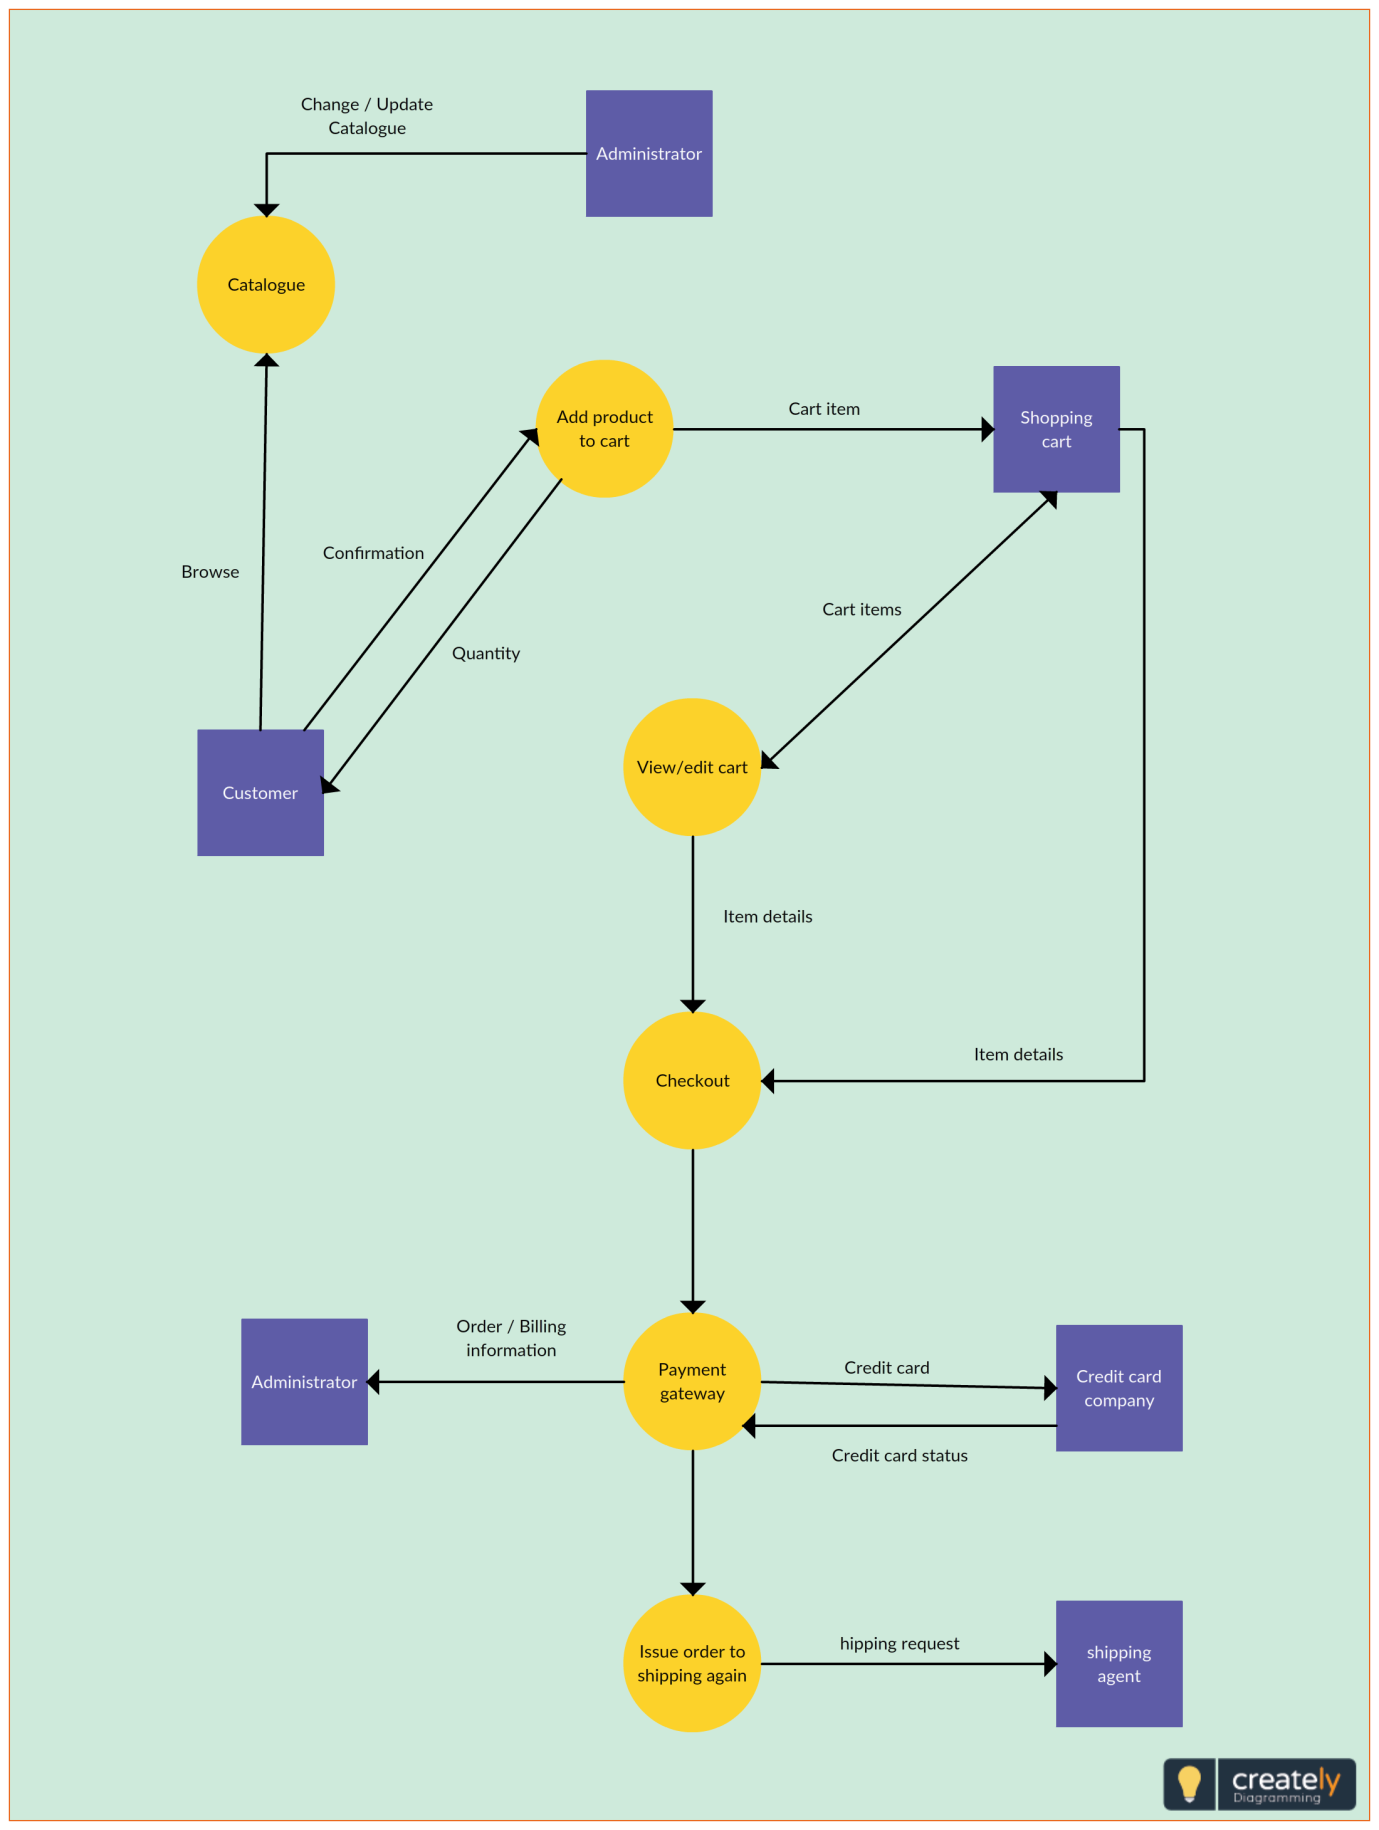 Change / Update
Catalogue
Administrator
Catalogue
Add product
to cart
Cart item
Shopping
cart
Confirmation
Browse
Cart items
Quantity
View/edit cart
Customer
Item details
Item details
Checkout
Order / Billing
information
Administrator
Payment
gateway
Credit card
Credit card
company
Credit card status
Issue order to
shipping again
hipping request
shipping
agent
creately
Diagramming